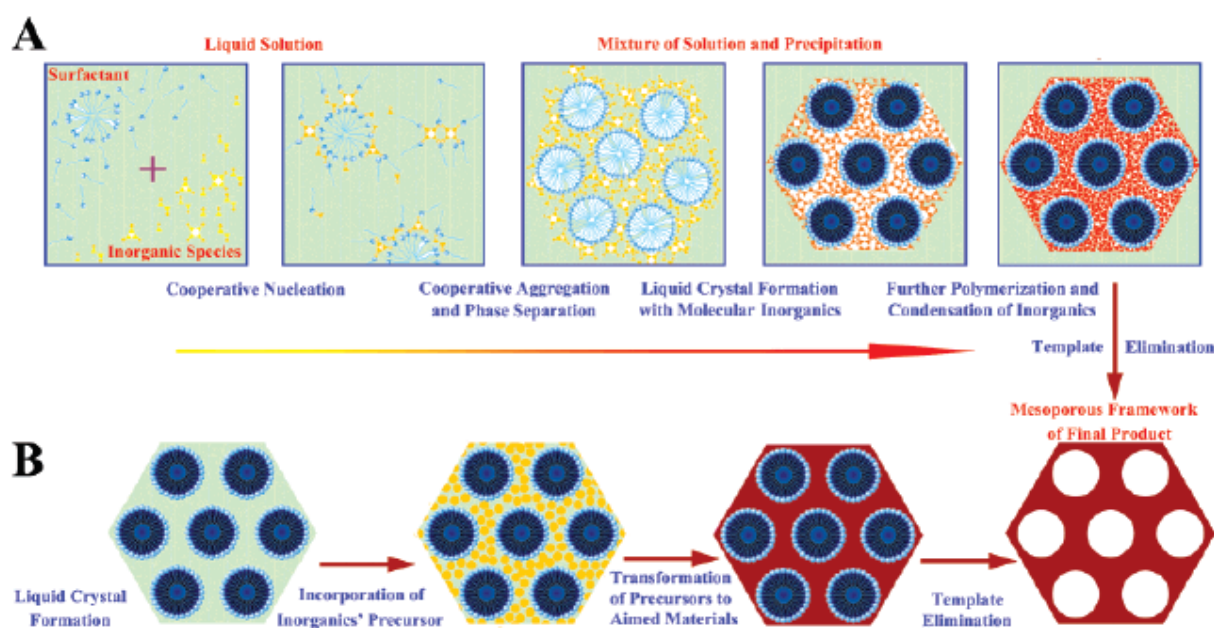 A
Liquid Solution
Mixture of Solution and Precipitation
Surfactant
Inorganic Species
Cooperative Nucleation
Cooperative Aggregation
and Phase Separation
Liquid Crystal Formation
with Molecular Inorganics
Further Polymerization and
Condensation of Inorganics
Template Elimination
Mesoporous Framework
of Final Product
B
Liquid Crystal
Formation
Incorporation of
Inorganics' Precursor
Transformation
of Precursors to
Aimed Materials
Template
Elimination